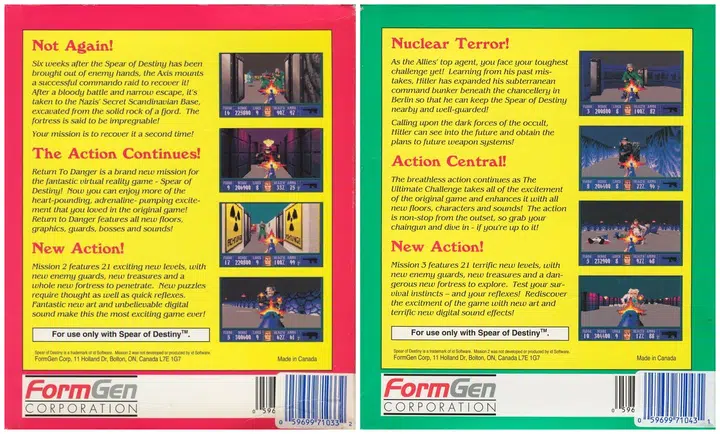 Not Again!
Six weeks after the Spear of Destiny has been
brought out of enemy hands, the Axis mounts
a successful commando raid to recover it!
After a bloody battle and narrow escape, it's
taken to the Nazis' Secret Scandinavian Base,
excavated from the solid rock of a fjord. The
fortress is said to be impregnable!
Your mission is to recover it a second time!
The Action Continues!
Return To Danger is a brand new mission for
the fantastic virtual reality game - Spear of
Destiny! Now you can enjoy more of the
heart-pounding, adrenaline- pumping excite-
ment that you loved in the original game!
Return to Danger features all new floors,
graphics, guards, bosses and sounds!
New Action!
Mission 2 features 21 exciting new levels, with
new enemy guards, new treasures and a
whole new fortress to penetrate. New puzzles
require thought as well as quick reflexes.
Fantastic new art and unbelievable digital
sound make this the most exciting game ever!
For use only with Spear of Destiny™.
Spear of Destiny is a trademark of id Software. Mission 2 was not developed or produced by id Software.
FormGen Corp, 11 Holland Dr, Bolton, ON, Canada L7E 1G7
Made in Canada
FormGen
CORPORATION
8 596
0 59699 71033 2
Nuclear Terror!
As the Allies' top agent, you face your toughest
challenge yet! Learning from his past mis-
takes, Hitler has expanded his subterranean
command bunker beneath the chancellery in
Berlin so that he can keep the Spear of Destiny
nearby and well-guarded!
Calling upon the dark forces of the occult,
Hitler can see into the future and obtain the
plans to future weapon systems!
Action Central!
The breathless action continues as The
Ultimate Challenge takes all of the excitement
of the original game and enhances it with all
new floors, characters and sounds! The action
is non-stop from the outset, so grab your
chaingun and dive in - if you're up to it!
New Action!
Mission 3 features 21 terrific new levels, with
new enemy guards, new treasures and a dan-
gerous new fortress to explore. Test your sur-
vival instincts – and your reflexes! Rediscover
the excitment of the game with new art and
terrific new digital sound effects!
For use only with Spear of Destiny™.
Spear of Destiny is a trademark of id Software. Mission 3 was not developed or produced by id Software.
FormGen Corp, 11 Holland Dr, Bolton, ON, Canada L7E 1G7
Made in Canada
FormGen
CORPORATION
0 596
0 59699 71043 1